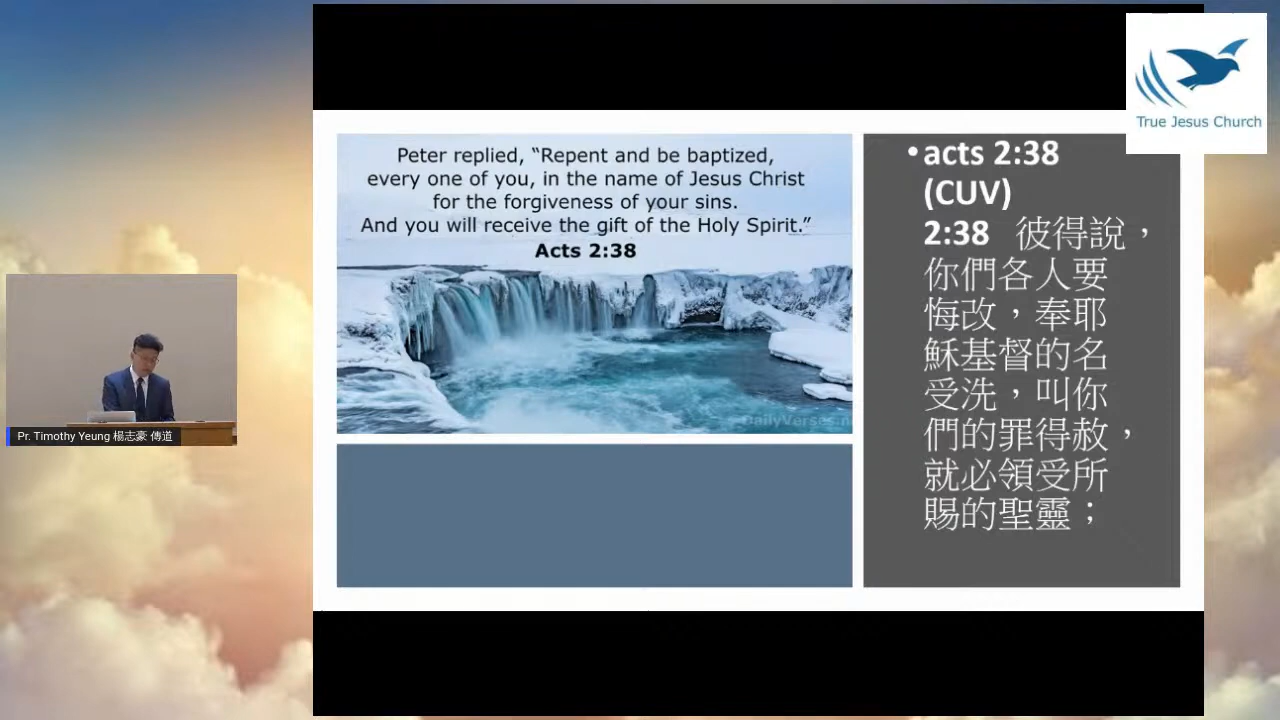 True Jesus Church
Peter replied, “Repent and be baptized,
every one of you, in the name of Jesus Christ
for the forgiveness of your sins.
And you will receive the gift of the Holy Spirit.”
Acts 2:38
DailyVerses.n
• acts 2:38
(CUV)
2:38 彼得說，
你們各人要
悔改，奉耶
穌基督的名
受洗，叫你
們的罪得赦，
就必領受所
賜的聖靈；
Pr. Timothy Yeung 楊志豪 傳道